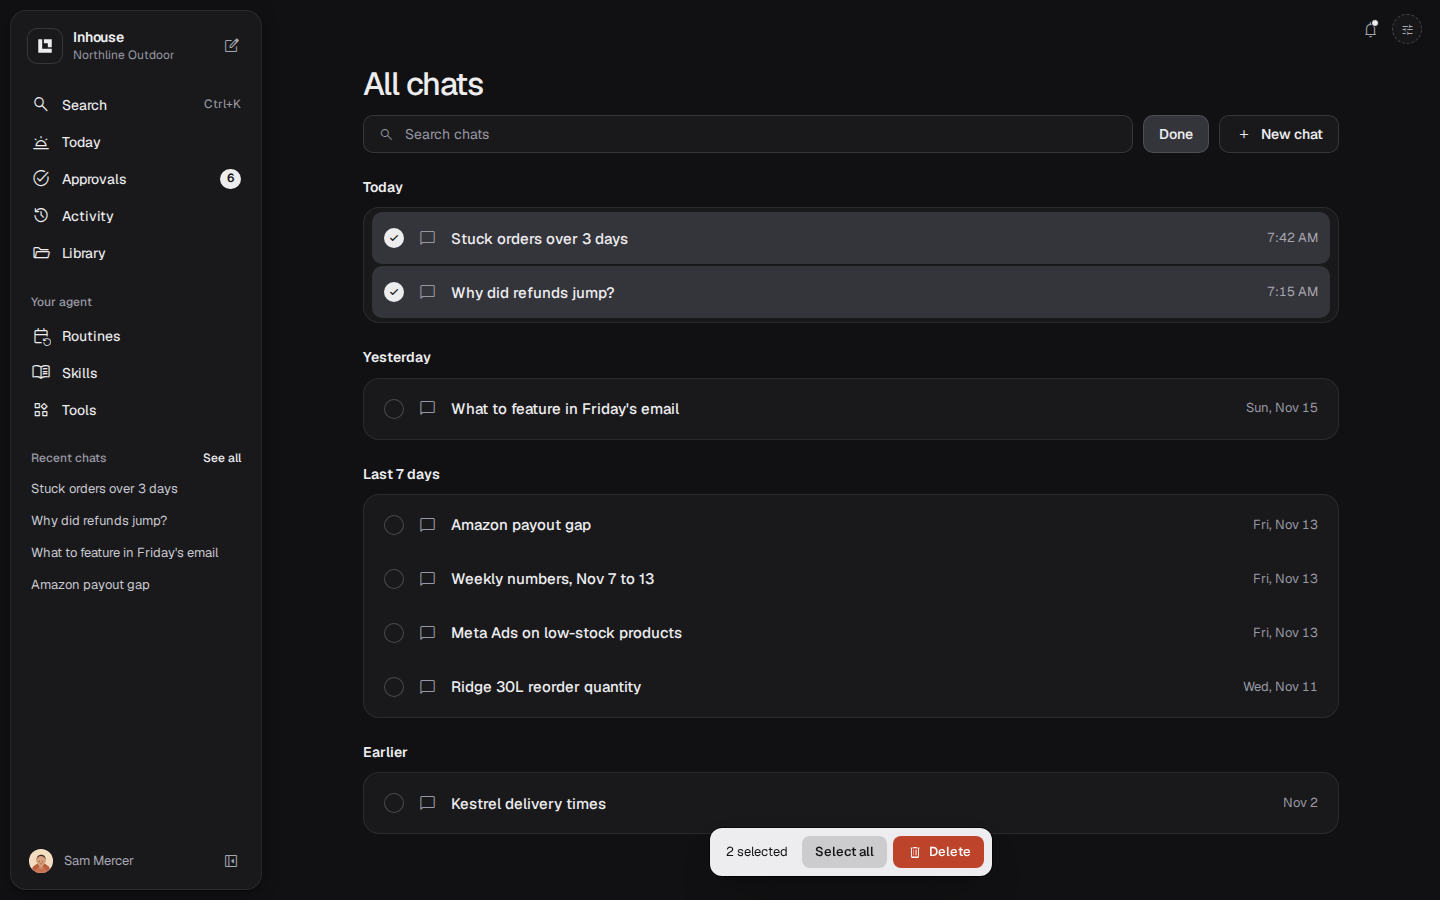 Inhouse
Northline Outdoor
Search Ctrl+K
Today
Approvals 6
Activity
Library
Your agent
Routines
Skills
Tools
Recent chats See all
Stuck orders over 3 days
Why did refunds jump?
What to feature in Friday's email
Amazon payout gap
Sam Mercer
All chats
Search chats
Done
New chat
Today
Stuck orders over 3 days 7:42 AM
Why did refunds jump? 7:15 AM
Yesterday
What to feature in Friday's email Sun, Nov 15
Last 7 days
Amazon payout gap Fri, Nov 13
Weekly numbers, Nov 7 to 13 Fri, Nov 13
Meta Ads on low-stock products Fri, Nov 13
Ridge 30L reorder quantity Wed, Nov 11
Earlier
Kestrel delivery times Nov 2
2 selected Select all Delete